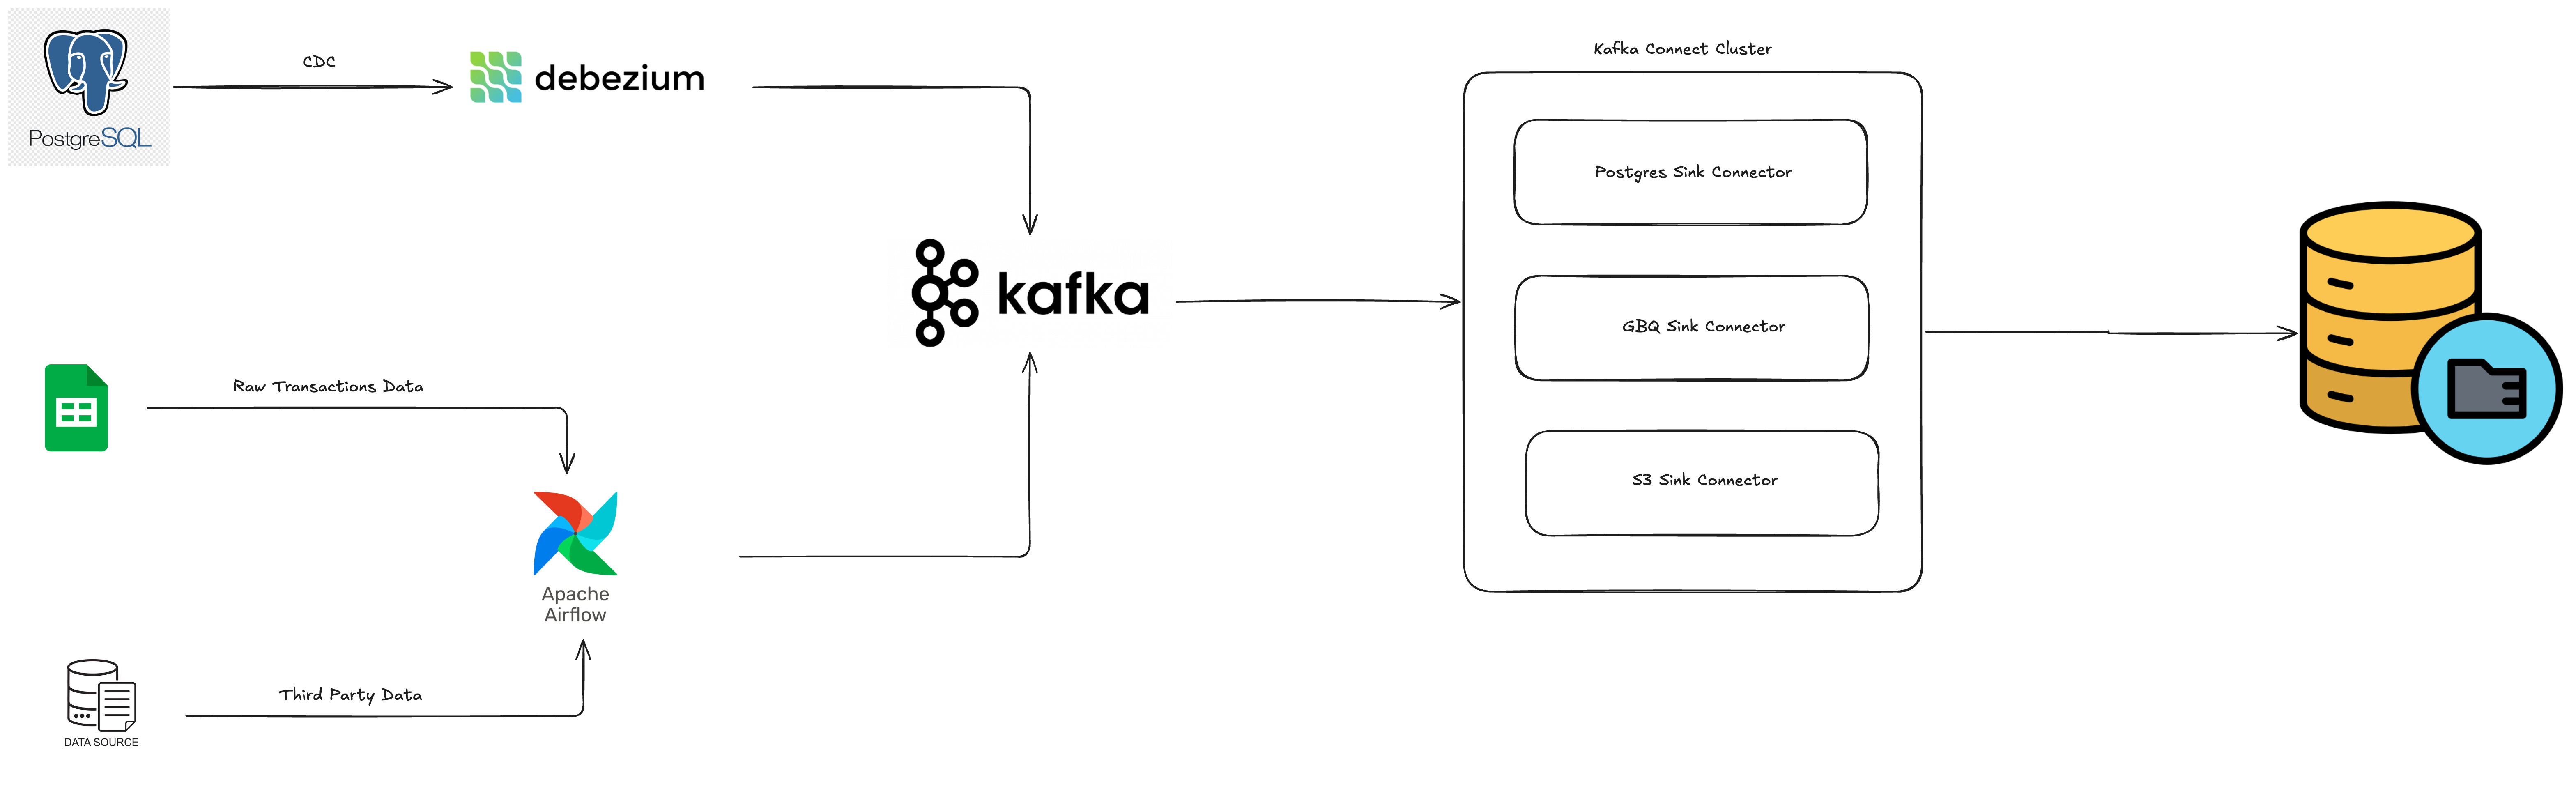 PostgreSQL
CDC
debezium
Kafka Connect Cluster
Postgres Sink Connector
kafka
GBQ Sink Connector
Raw Transactions Data
S3 Sink Connector
Apache
Airflow
Third Party Data
DATA SOURCE